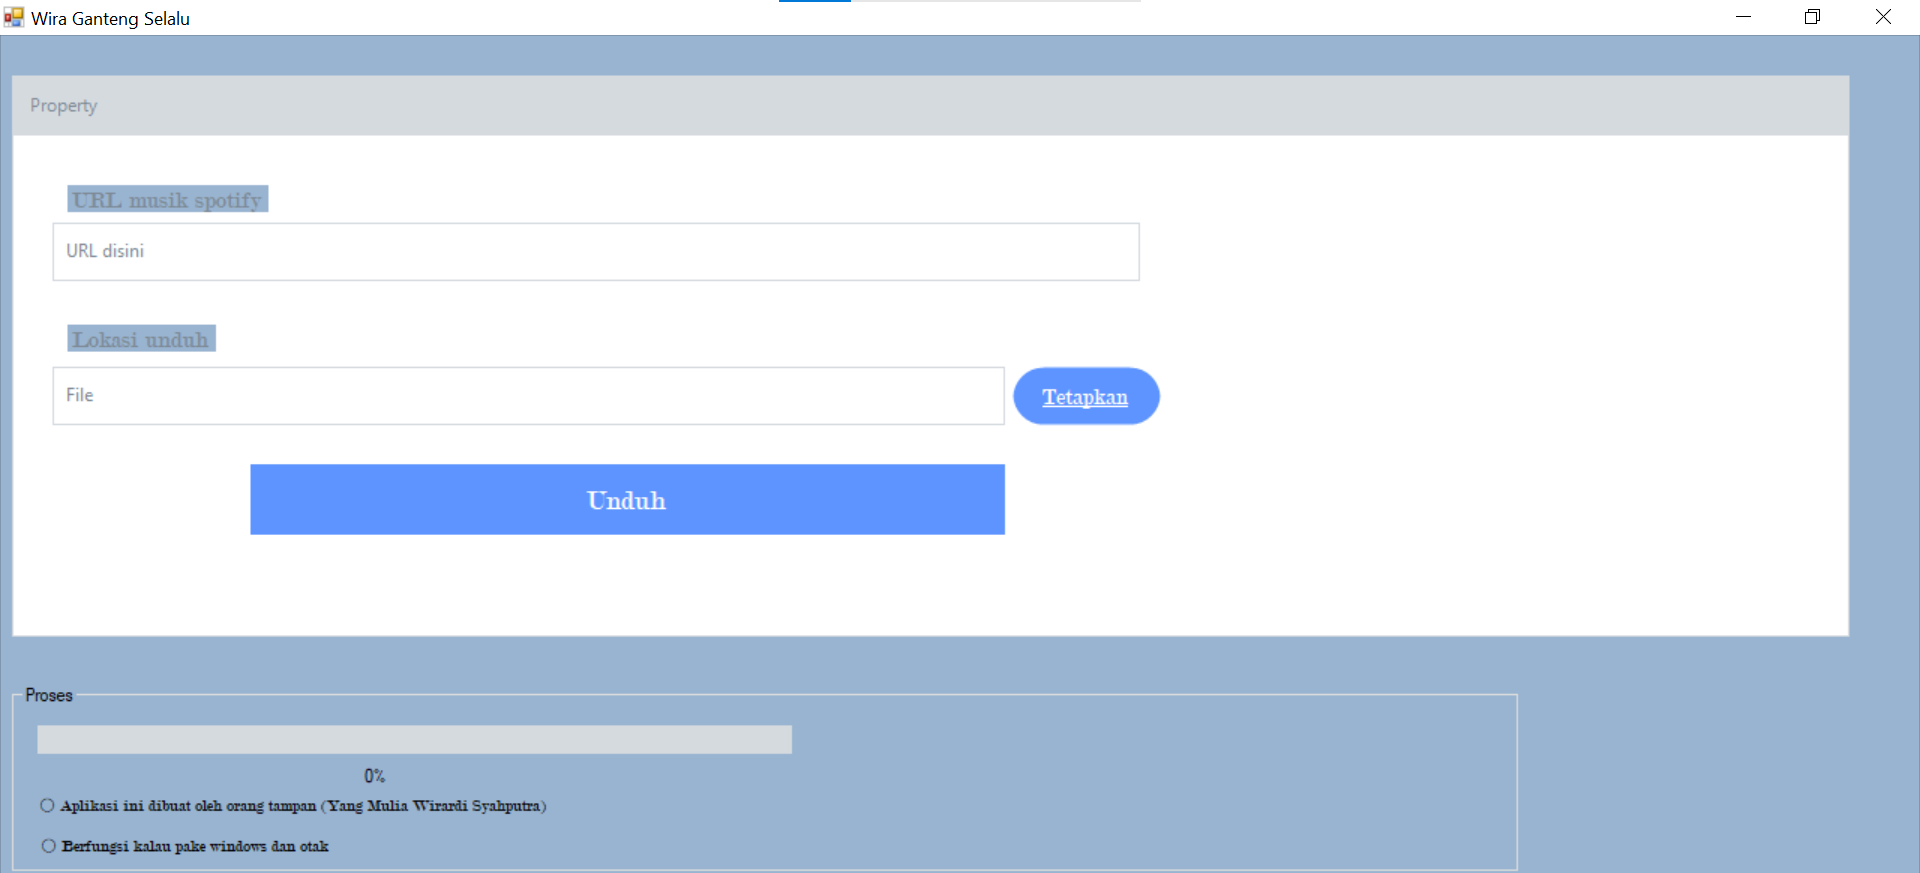 Wira Ganteng Selalu
Property
URL musik spotify
URL disini
Lokasi unduh
File
Tetapkan
Unduh
Proses
0%
Aplikasi ini dibuat oleh orang tampan (Yang Mulia Wirardi Syahputra)
Berfungsi kalau pake windows dan otak